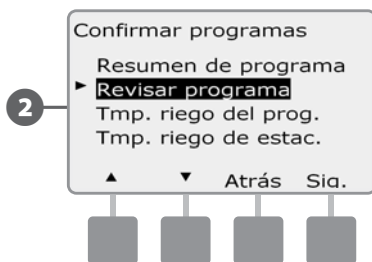 Confirmar programas
Resumen de programa
Revisar programa
2
Tmp. riego del prog.
Tmp. riego de estac.
Atrás Sig.